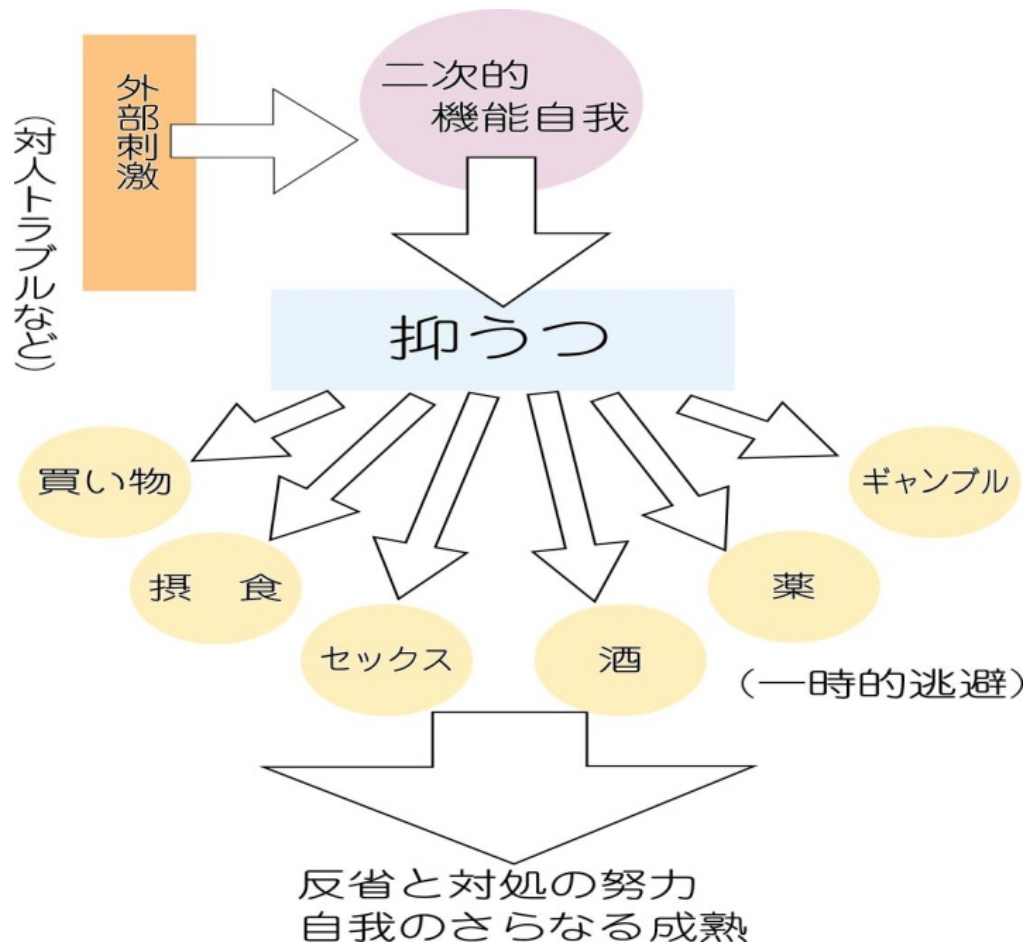 外部刺激
(対人トラブルなど)
二次的
機能自我
抑うつ
買い物
摂　食
セックス
酒
薬
ギャンブル
(一時的逃避)
反省と対処の努力
自我のさらなる成熟